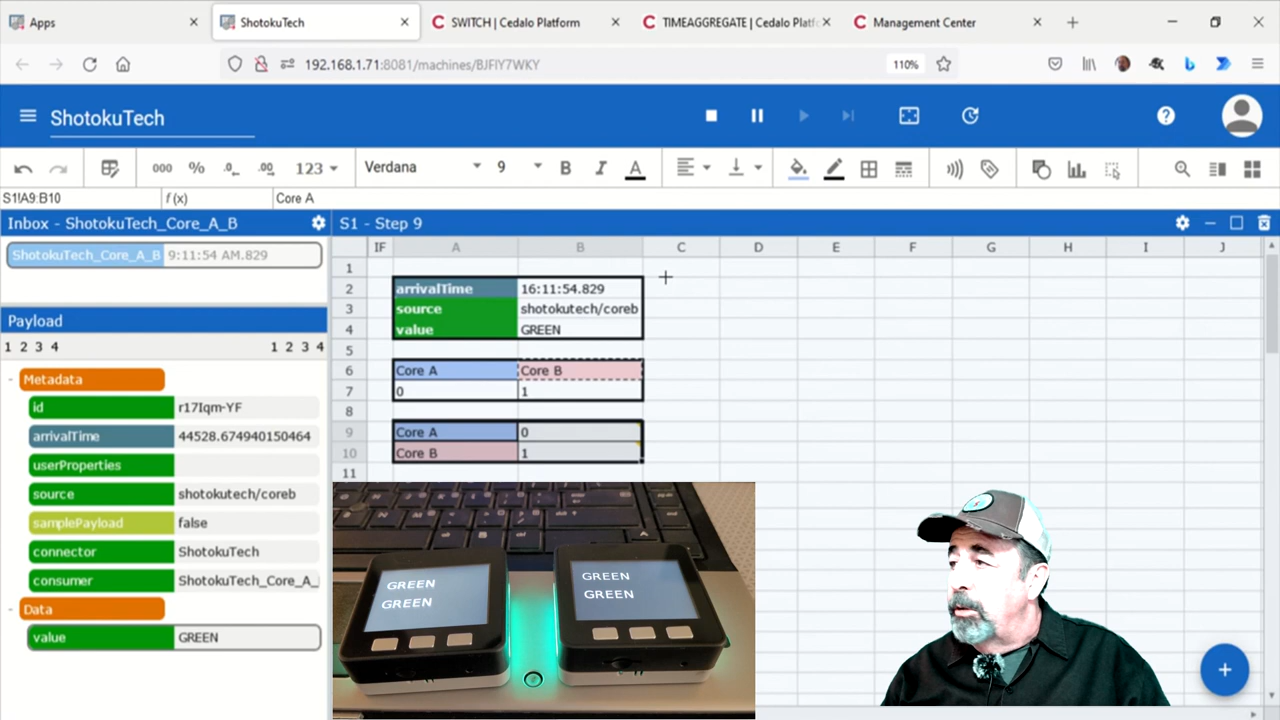 Apps
ShotokuTech
SWITCH | Cedalo Platform
TIMEAGGREGATE | Cedalo Platf
Management Center
192.168.1.71:8081/machines/BJFIY7WKY
110%
ShotokuTech
000 % .0 .00 123
Verdana
9
B I A
S1!A9:B10
f (x)
Core A
Inbox - ShotokuTech_Core_A_B
S1 - Step 9
ShotokuTech_Core_A_B 9:11:54 AM.829
IF A B C D E F G H I J
1
2 arrivalTime 16:11:54.829
3 source shotokutech/coreb
4 value GREEN
5
6 Core A Core B
7 0 1
8
9 Core A 0
10 Core B 1
11
Payload
1 2 3 4 1 2 3 4
Metadata
id r17Iqm-YF
arrivalTime 44528.674940150464
userProperties
source shotokutech/coreb
samplePayload false
connector ShotokuTech
consumer ShotokuTech_Core_A_
Data
value GREEN
GREEN
GREEN
GREEN
GREEN